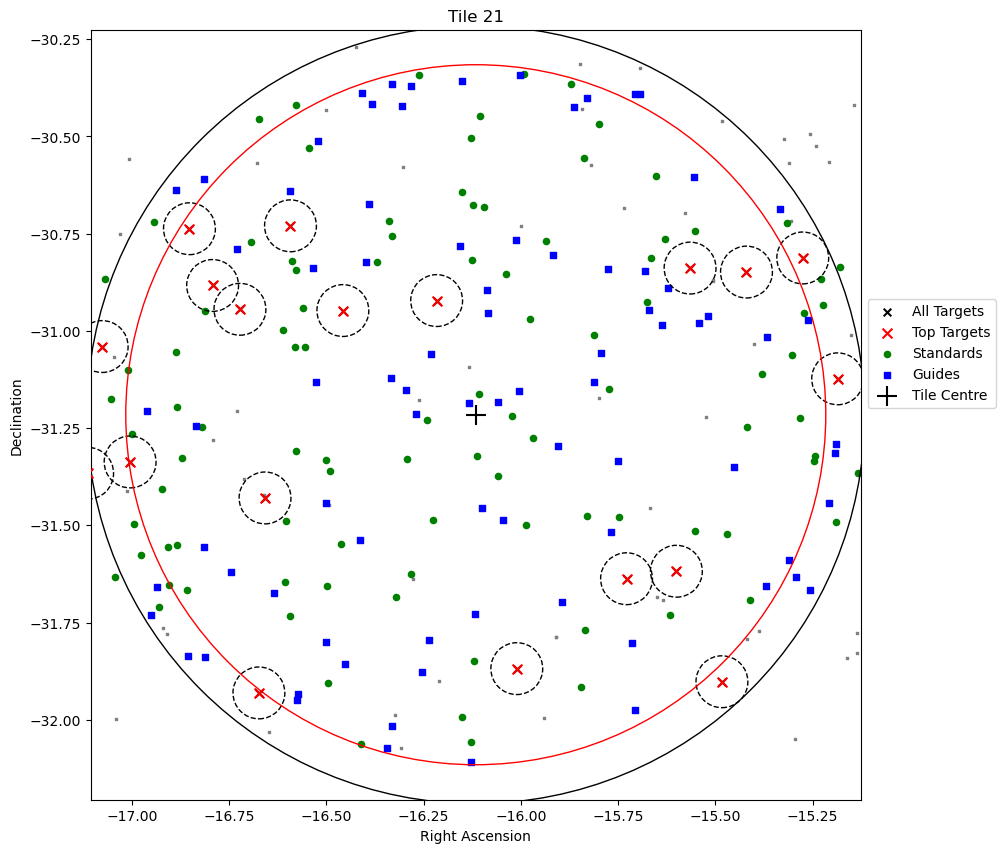 Tile 21
−30.25
−30.50
−30.75
−31.00
−31.25
−31.50
−31.75
−32.00
Declination
−17.00
−16.75
−16.50
−16.25
−16.00
−15.75
−15.50
−15.25
Right Ascension
All Targets
Top Targets
Standards
Guides
Tile Centre